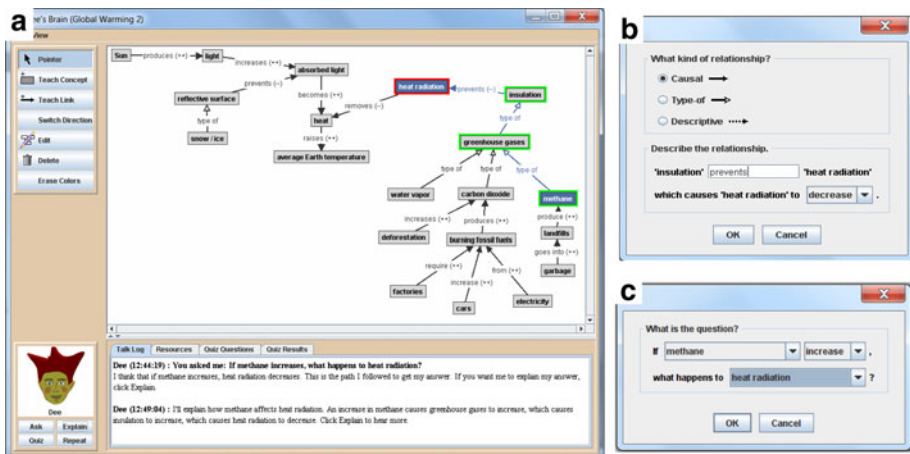 a
Dee's Brain (Global Warming 2)
View
Pointer
Teach Concept
Teach Link
Switch Direction
Edit
Delete
Erase Colors
Sun
produces (++)
light
increases (++)
absorbed light
prevents (--)
reflective surface
type of
snow / ice
becomes (++)
heat
raises (++)
average Earth temperature
removes (--)
heat radiation
prevents (--)
insulation
type of
greenhouse gases
type of
type of
type of
water vapor
carbon dioxide
methane
increases (++)
deforestation
produces (++)
burning fossil fuels
produce (++)
landfills
goes into (++)
garbage
require (++)
factories
increase (++)
cars
from (++)
electricity
Talk Log
Resources
Quiz Questions
Quiz Results
Dee (12:44:19) : You asked me: If methane increases, what happens to heat radiation?
I think that if methane increases, heat radiation decreases. This is the path I followed to get my answer. If you want me to explain my answer,
click Explain.
Dee (12:49:04) : I'll explain how methane affects heat radiation. An increase in methane causes greenhouse gases to increase, which causes
insulation to increase, which causes heat radiation to decrease. Click Explain to hear more.
Dee
Ask
Explain
Quiz
Repeat
b
What kind of relationship?
Causal
Type-of
Descriptive
Describe the relationship.
'insulation' prevents 'heat radiation'
which causes 'heat radiation' to decrease .
OK
Cancel
c
What is the question?
If methane increase ,
what happens to heat radiation ?
OK
Cancel